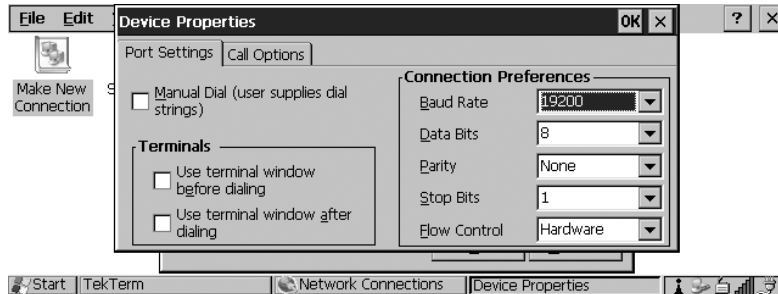 File Edit
Device Properties
OK
?
Port Settings
Call Options
Make New
Connection
Manual Dial (user supplies dial
strings)
Terminals
Use terminal window
before dialing
Use terminal window after
dialing
Connection Preferences
Baud Rate
19200
Data Bits
8
Parity
None
Stop Bits
1
Flow Control
Hardware
Start
TekTerm
Network Connections
Device Properties